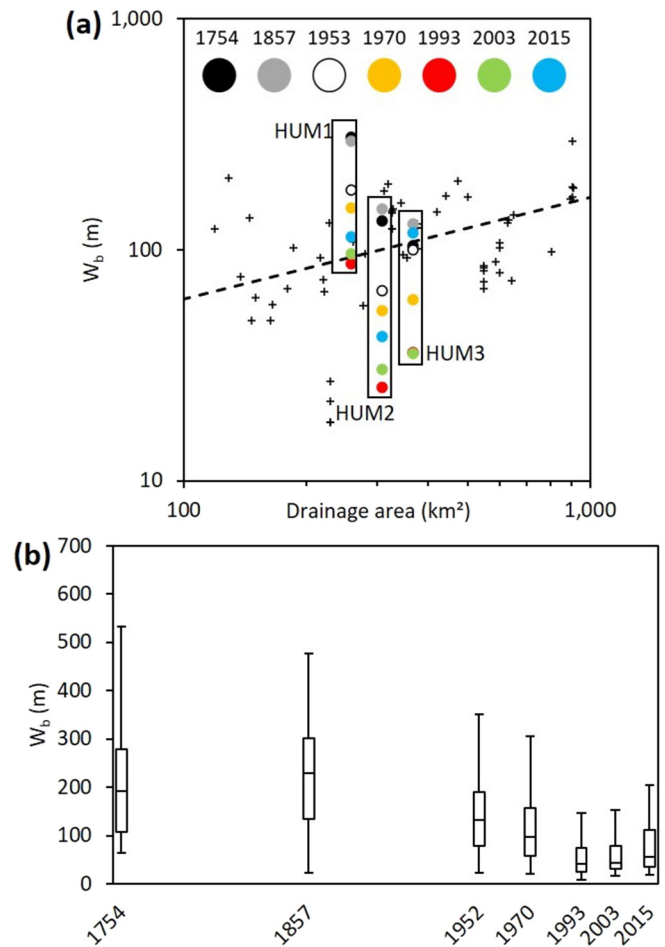 (a)
1,000
1754 1857 1953 1970 1993 2003 2015
HUM1
W_b (m)
100
HUM3
HUM2
10
100 Drainage area (km²) 1,000
(b)
700
600
500
400
W_b (m)
300
200
100
0
1754 1857 1952 1970 1993 2003 2015